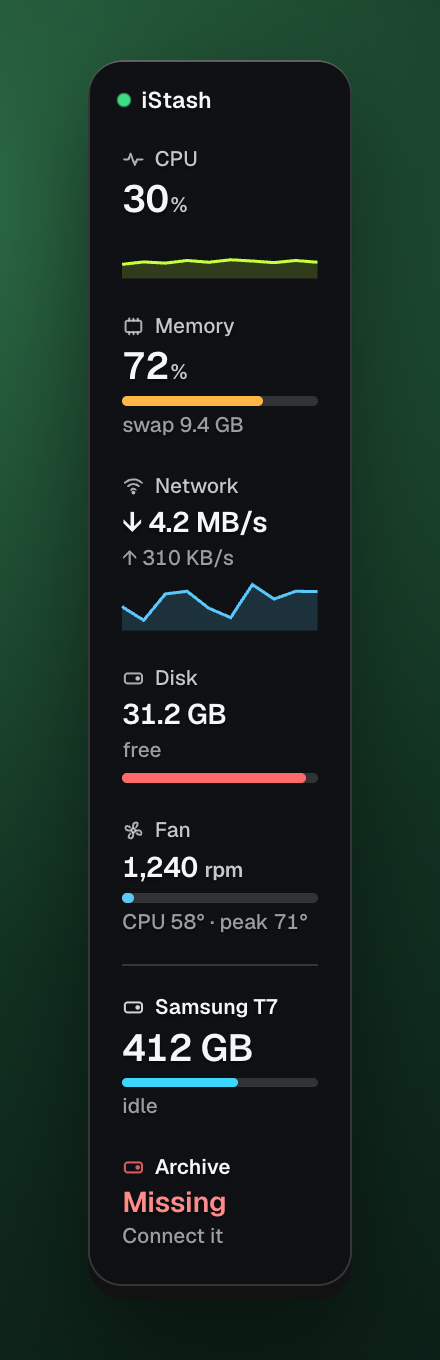 iStash
CPU
30%
Memory
72%
swap 9.4 GB
Network
↓ 4.2 MB/s
↑ 310 KB/s
Disk
31.2 GB
free
Fan
1,240 rpm
CPU 58° · peak 71°
Samsung T7
412 GB
idle
Archive
Missing
Connect it